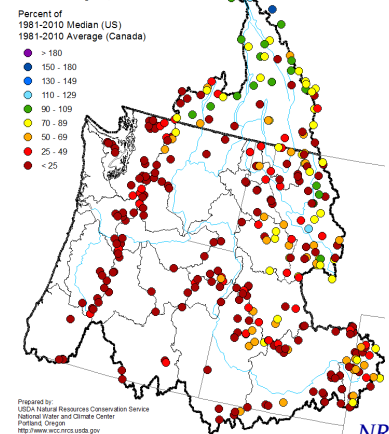 Percent of
1981-2010 Median (US)
1981-2010 Average (Canada)
> 180
150 - 180
130 - 149
110 - 129
90 - 109
70 - 89
50 - 69
25 - 49
< 25
Prepared by:
USDA Natural Resources Conservation Service
National Water and Climate Center
Portland, Oregon
http://www.wcc.nrcs.usda.gov
NR